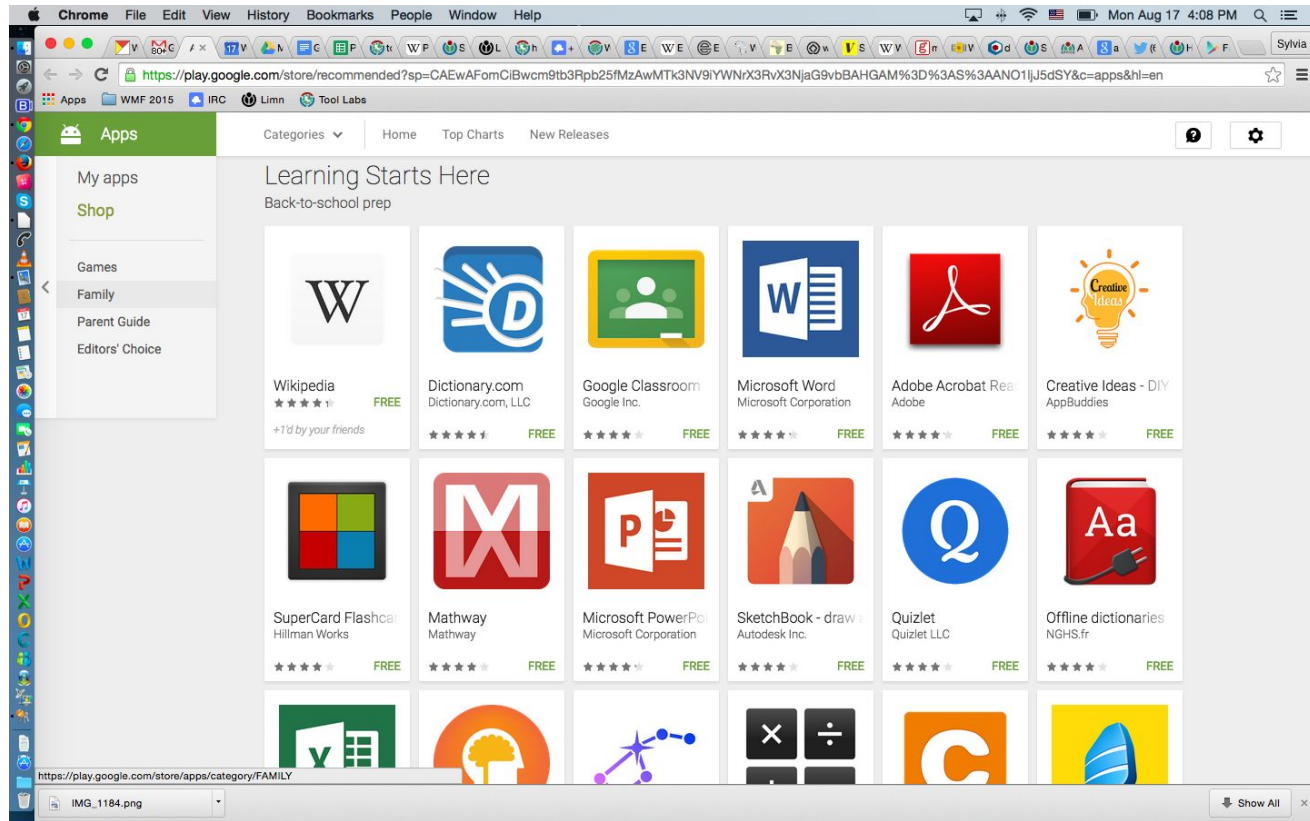 Chrome File Edit View History Bookmarks People Window Help Mon Aug 17 4:08 PM
Sylvia
https://play.google.com/store/recommended?sp=CAEwAFomCiBwcm9tb3Rpb25fMzAwMTk3NV9iYWNrX3RvX3NjaG9vbBAHGAM%3D%3AS%3AANO1ljJ5dSY&c=apps&hl=en
Apps WMF 2015 IRC Limn Tool Labs
Apps Categories Home Top Charts New Releases
My apps
Shop
Games
Family
Parent Guide
Editors' Choice
Learning Starts Here
Back-to-school prep
W D W Creative Ideas
Wikipedia Dictionary.com Google Classroom Microsoft Word Adobe Acrobat Rea Creative Ideas - DIY
Dictionary.com, LLC Google Inc. Microsoft Corporation Adobe AppBuddies
FREE
+1'd by your friends
FREE FREE FREE FREE FREE
M P A Q Aa
SuperCard Flashcar Mathway Microsoft PowerPoi SketchBook - draw a Quizlet Offline dictionaries
Hillman Works Mathway Microsoft Corporation Autodesk Inc. Quizlet LLC NGHS.fr
FREE FREE FREE FREE FREE FREE
X C
https://play.google.com/store/apps/category/FAMILY
IMG_1184.png Show All